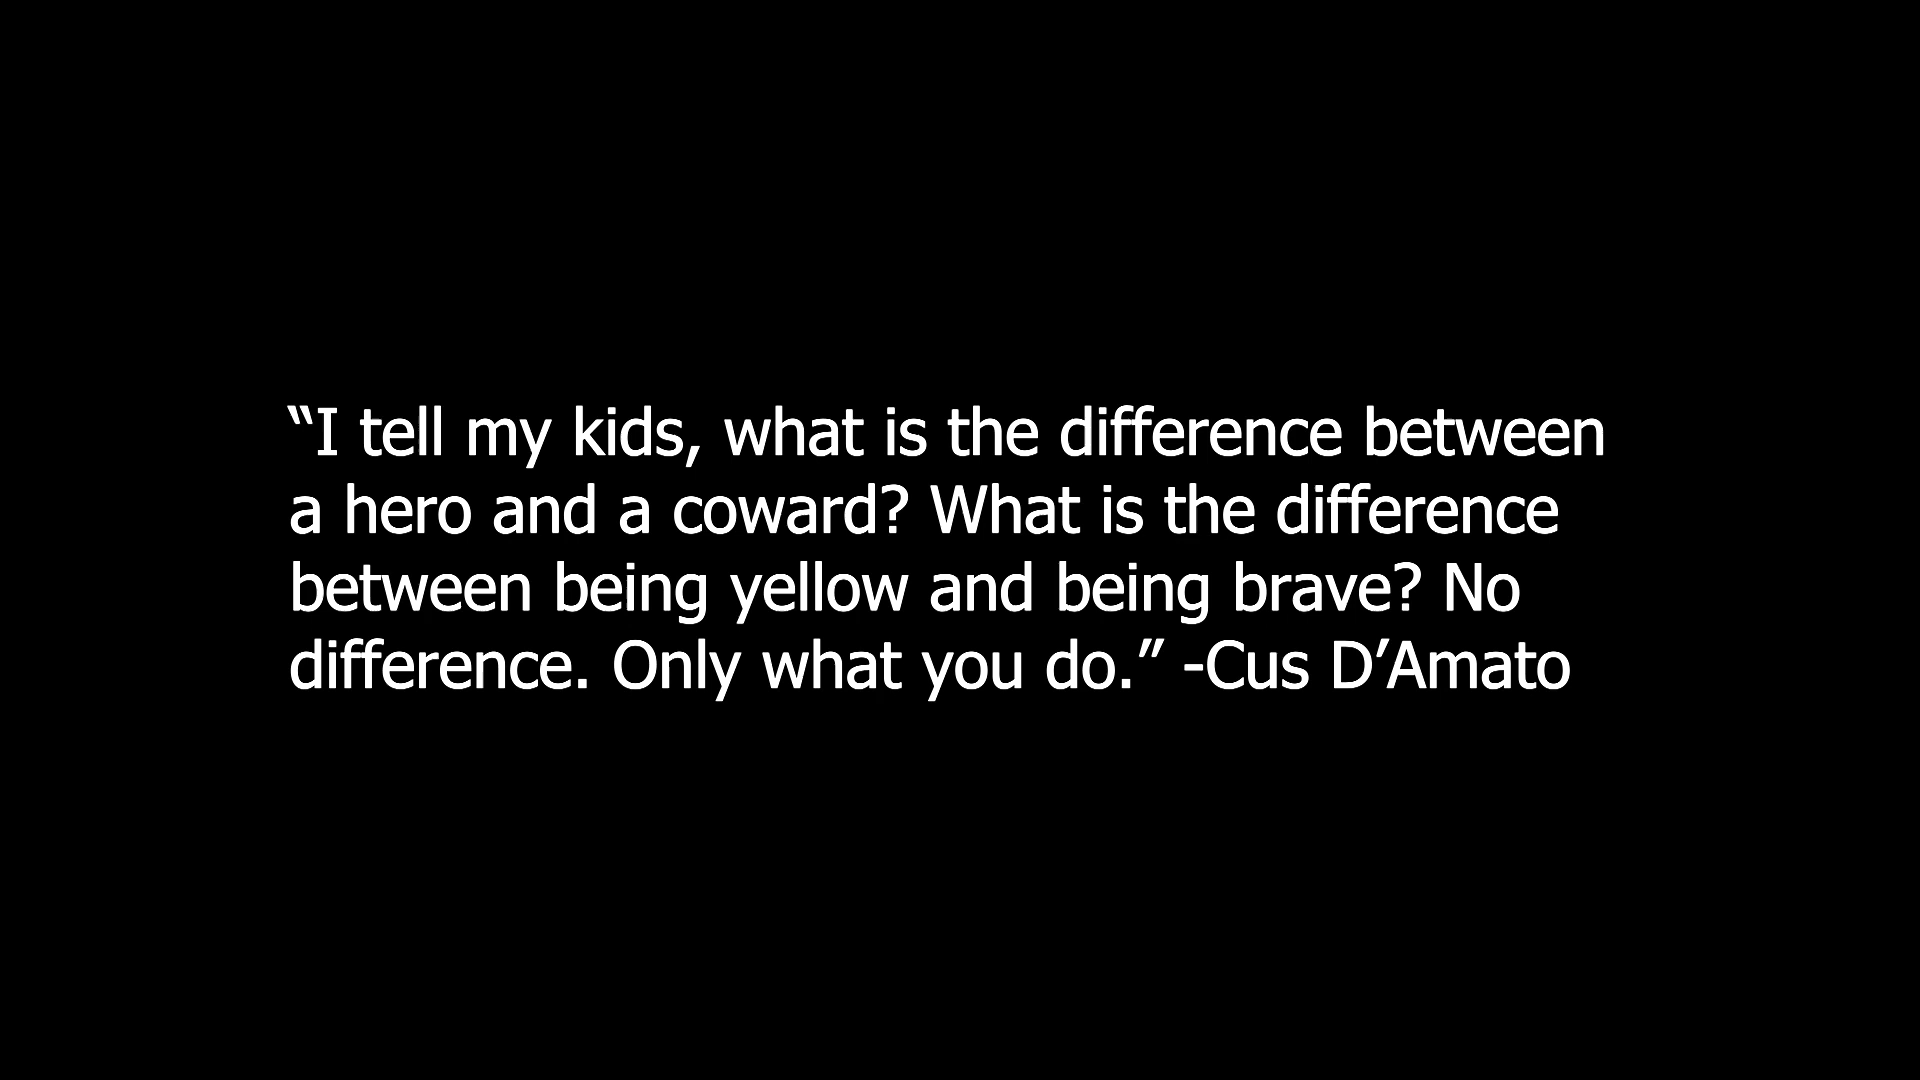 “I tell my kids, what is the difference between
a hero and a coward? What is the difference
between being yellow and being brave? No
difference. Only what you do.” -Cus D’Amato